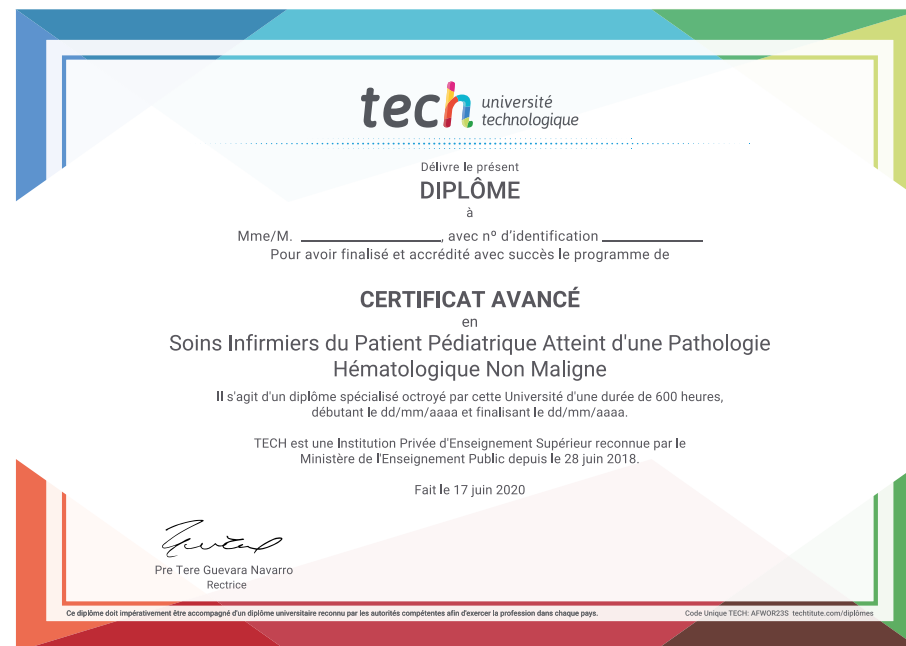 tech université
technologique
Délivre le présent
DIPLÔME
à
Mme/M. ____________________, avec nº d'identification ______________
Pour avoir finalisé et accrédité avec succès le programme de
CERTIFICAT AVANCÉ
en
Soins Infirmiers du Patient Pédiatrique Atteint d'une Pathologie
Hématologique Non Maligne
Il s'agit d'un diplôme spécialisé octroyé par cette Université d'une durée de 600 heures,
débutant le dd/mm/aaaa et finalisant le dd/mm/aaaa.
TECH est une Institution Privée d'Enseignement Supérieur reconnue par le
Ministère de l'Enseignement Public depuis le 28 juin 2018.
Fait le 17 juin 2020
Pre Tere Guevara Navarro
Rectrice
Ce diplôme doit impérativement être accompagné d'un diplôme universitaire reconnu par les autorités compétentes afin d'exercer la profession dans chaque pays.
Code Unique TECH: AFWOR23S techtitute.com/diplômes